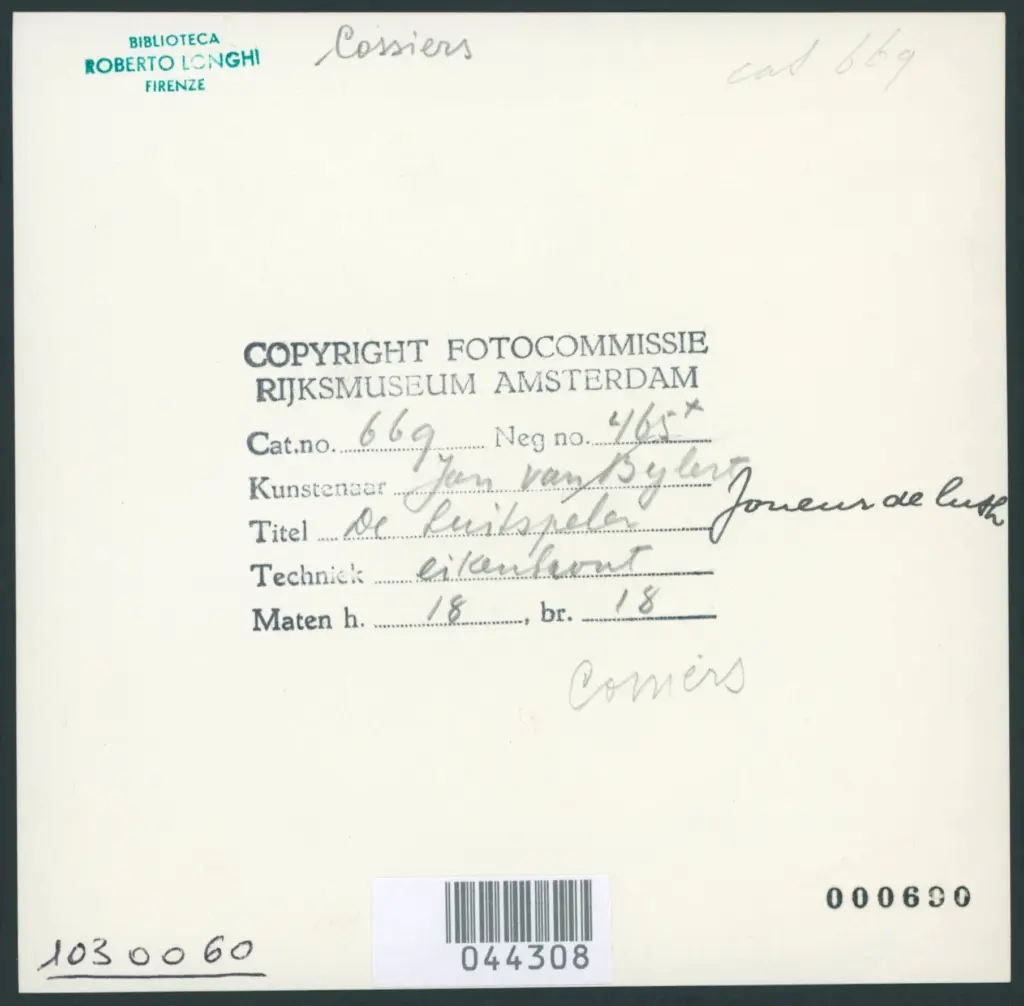 BIBLIOTECA
ROBERTO LONGHI
FIRENZE
Cossiers
cat 669
COPYRIGHT FOTOCOMMISSIE
RIJKSMUSEUM AMSTERDAM
Cat.no. 669 Neg no. 465 x
Kunstenaar Jan van Bylert
Titel De Luitspeler
Joueur de luth
Techniek eikenhout
Maten h. 18, br. 18
Cossiers
000690
1030060
044308